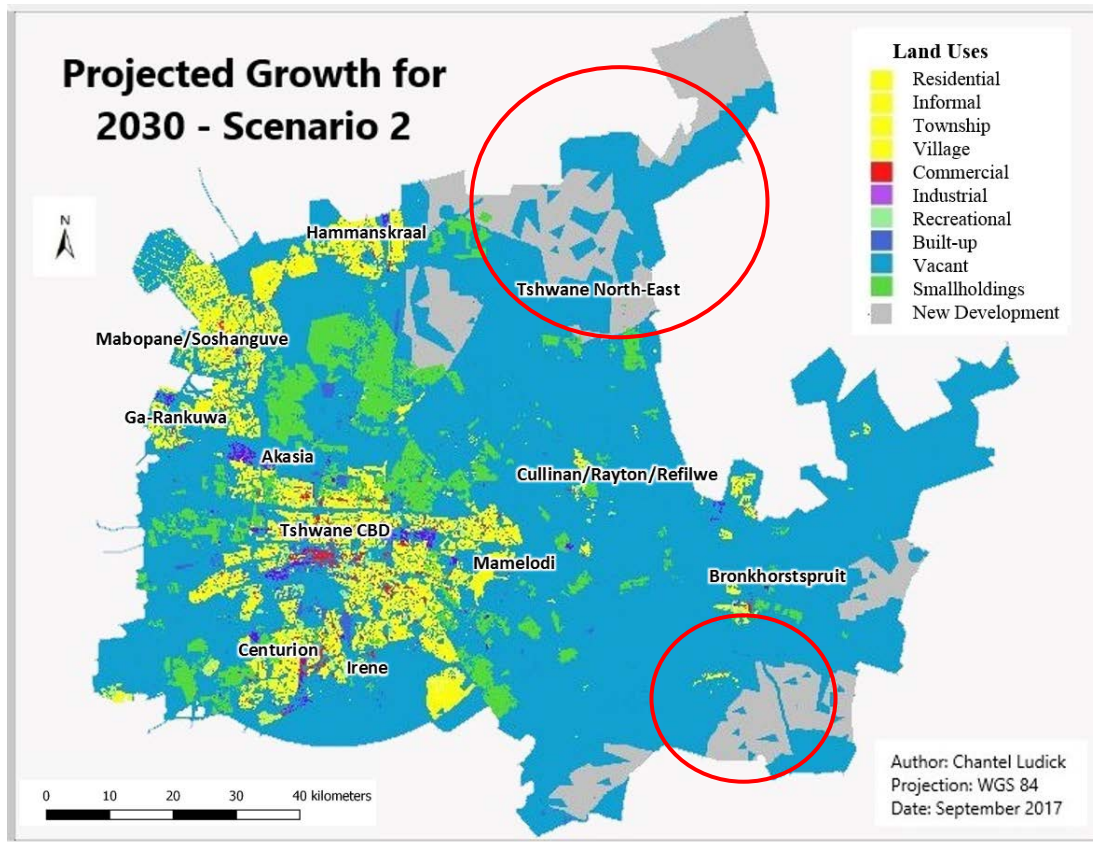 Projected Growth for
2030 - Scenario 2
Land Uses
Residential
Informal
Township
Village
Commercial
Industrial
Recreational
Built-up
Vacant
Smallholdings
New Development
N
Hammanskraal
Tshwane North-East
Mabopane/Soshanguve
Ga-Rankuwa
Akasia
Cullinan/Rayton/Refilwe
Tshwane CBD
Mamelodi
Bronkhorstspruit
Centurion
Irene
0 10 20 30 40 kilometers
Author: Chantel Ludick
Projection: WGS 84
Date: September 2017